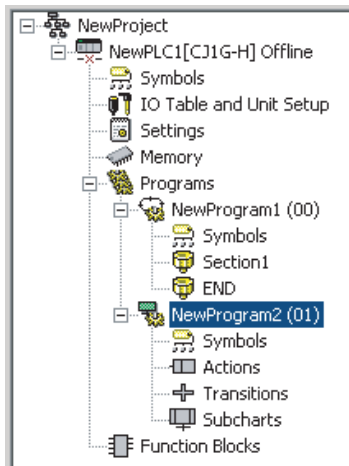 NewProject
NewPLC1[CJ1G-H] Offline
Symbols
IO Table and Unit Setup
Settings
Memory
Programs
NewProgram1 (00)
Symbols
Section1
END
NewProgram2 (01)
Symbols
Actions
Transitions
Subcharts
Function Blocks